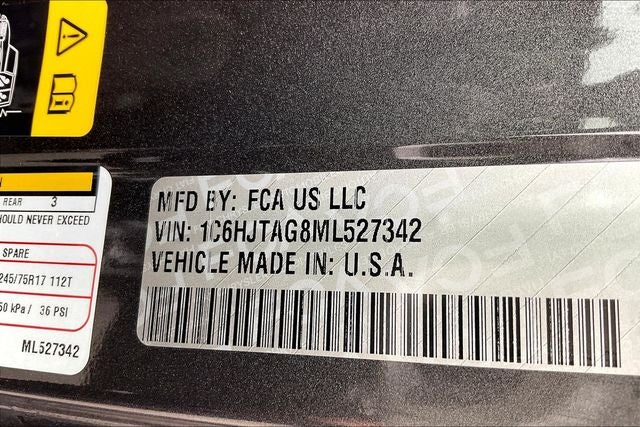 REAR 3
HOULD NEVER EXCEED
SPARE
245/75R17 112T
50 kPa / 36 PSI
ML527342
MFD BY: FCA US LLC
VIN: 1C6HJTAG8ML527342
VEHICLE MADE IN: U.S.A.